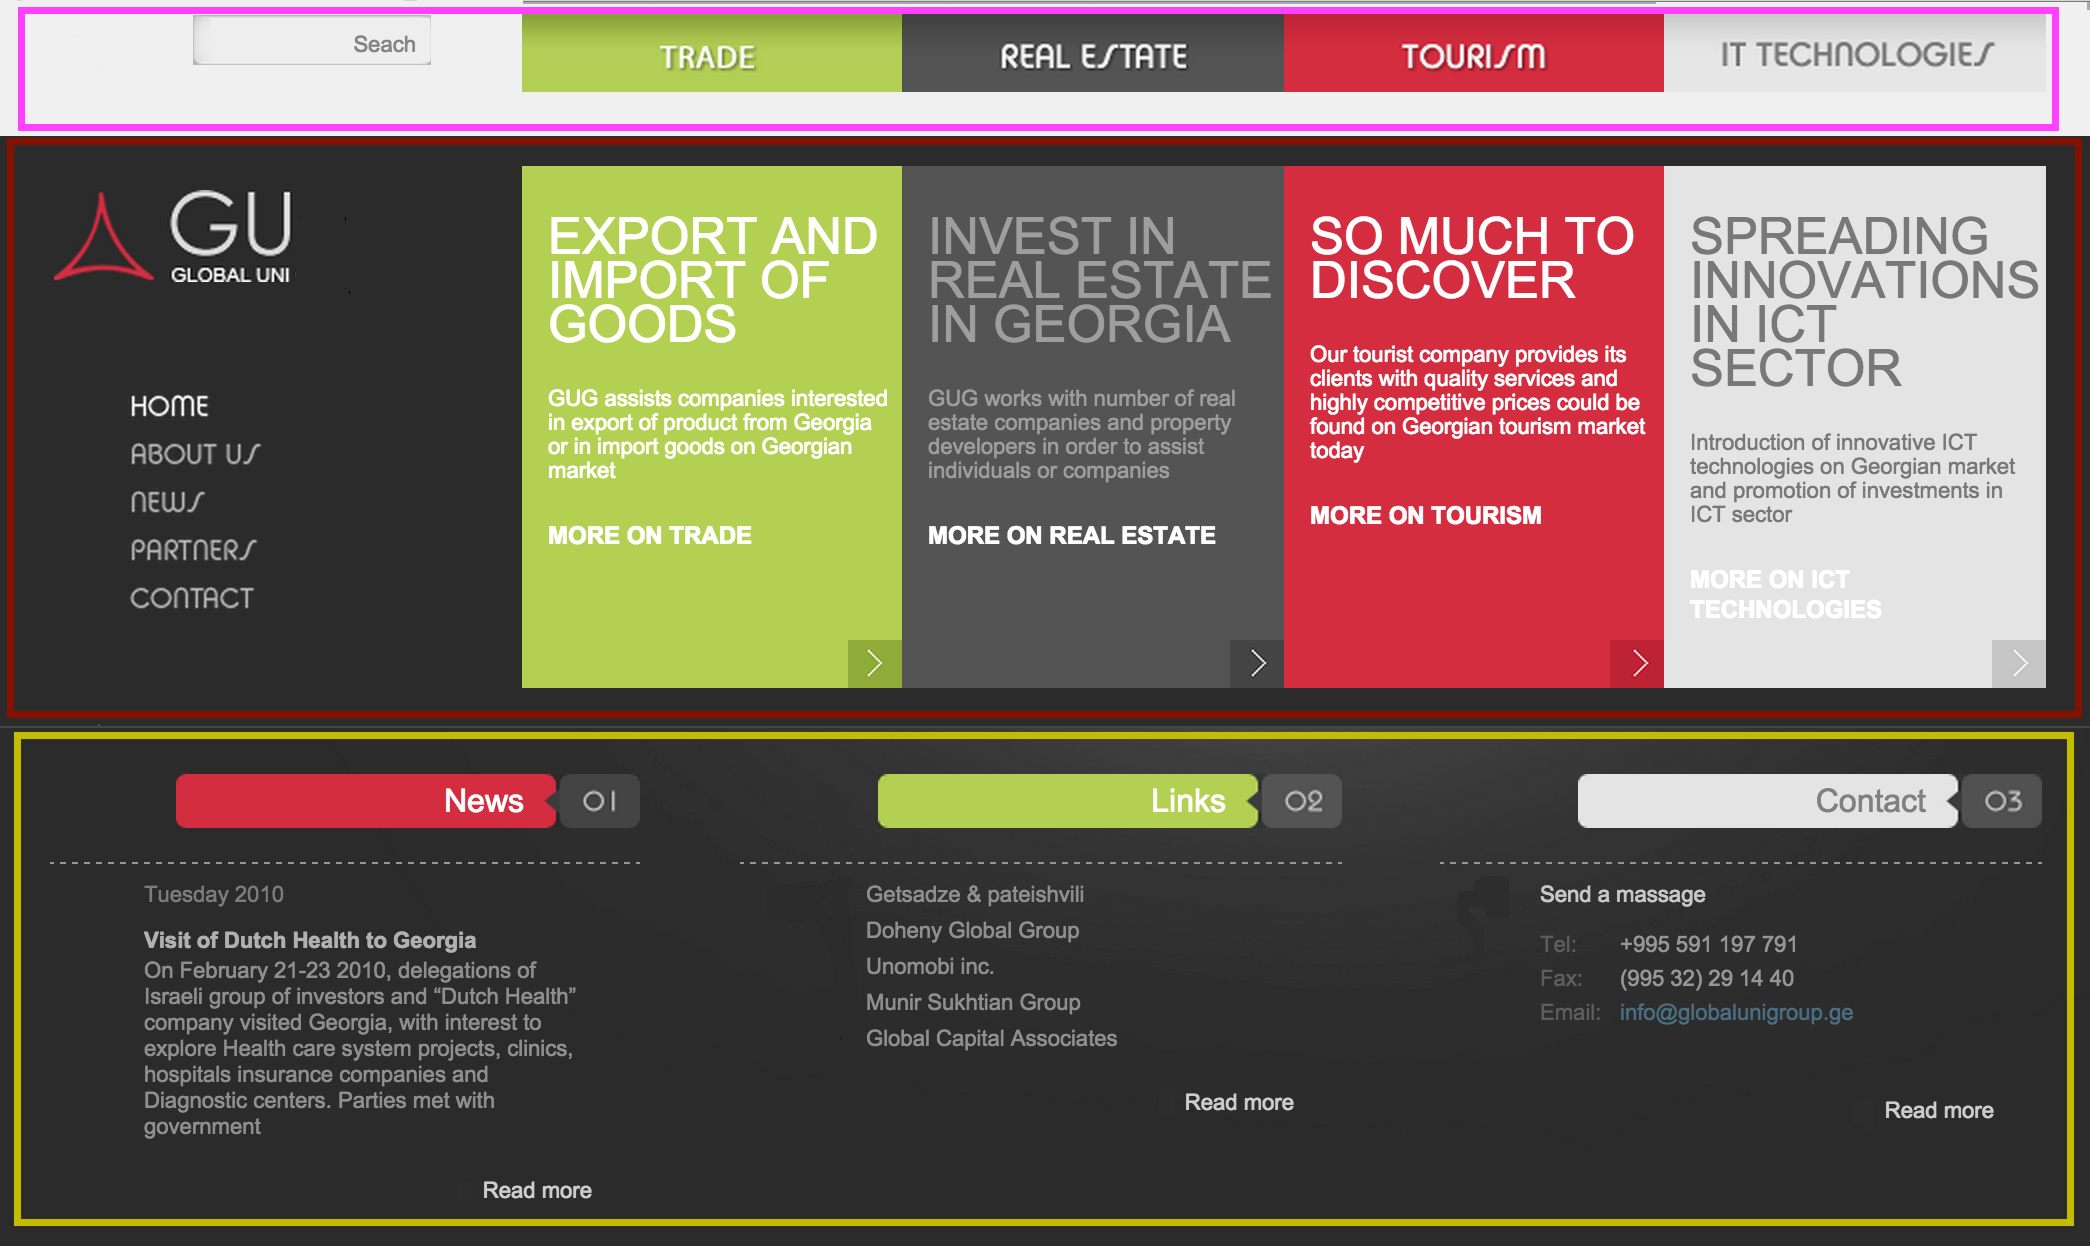 Seach
TRADE
REAL ESTATE
TOURISM
IT TECHNOLOGIES
GU
GLOBAL UNI
HOME
ABOUT US
NEWS
PARTNERS
CONTACT
EXPORT AND
IMPORT OF
GOODS
GUG assists companies interested
in export of product from Georgia
or in import goods on Georgian
market
MORE ON TRADE
INVEST IN
REAL ESTATE
IN GEORGIA
GUG works with number of real
estate companies and property
developers in order to assist
individuals or companies
MORE ON REAL ESTATE
SO MUCH TO
DISCOVER
Our tourist company provides its
clients with quality services and
highly competitive prices could be
found on Georgian tourism market
today
MORE ON TOURISM
SPREADING
INNOVATIONS
IN ICT
SECTOR
Introduction of innovative ICT
technologies on Georgian market
and promotion of investments in
ICT sector
MORE ON ICT
TECHNOLOGIES
News
01
Tuesday 2010
Visit of Dutch Health to Georgia
On February 21-23 2010, delegations of
Israeli group of investors and “Dutch Health”
company visited Georgia, with interest to
explore Health care system projects, clinics,
hospitals insurance companies and
Diagnostic centers. Parties met with
government
Read more
Links
02
Getsadze & pateishvili
Doheny Global Group
Unomobi inc.
Munir Sukhtian Group
Global Capital Associates
Read more
Contact
03
Send a massage
Tel: +995 591 197 791
Fax: (995 32) 29 14 40
Email: info@globalunigroup.ge
Read more